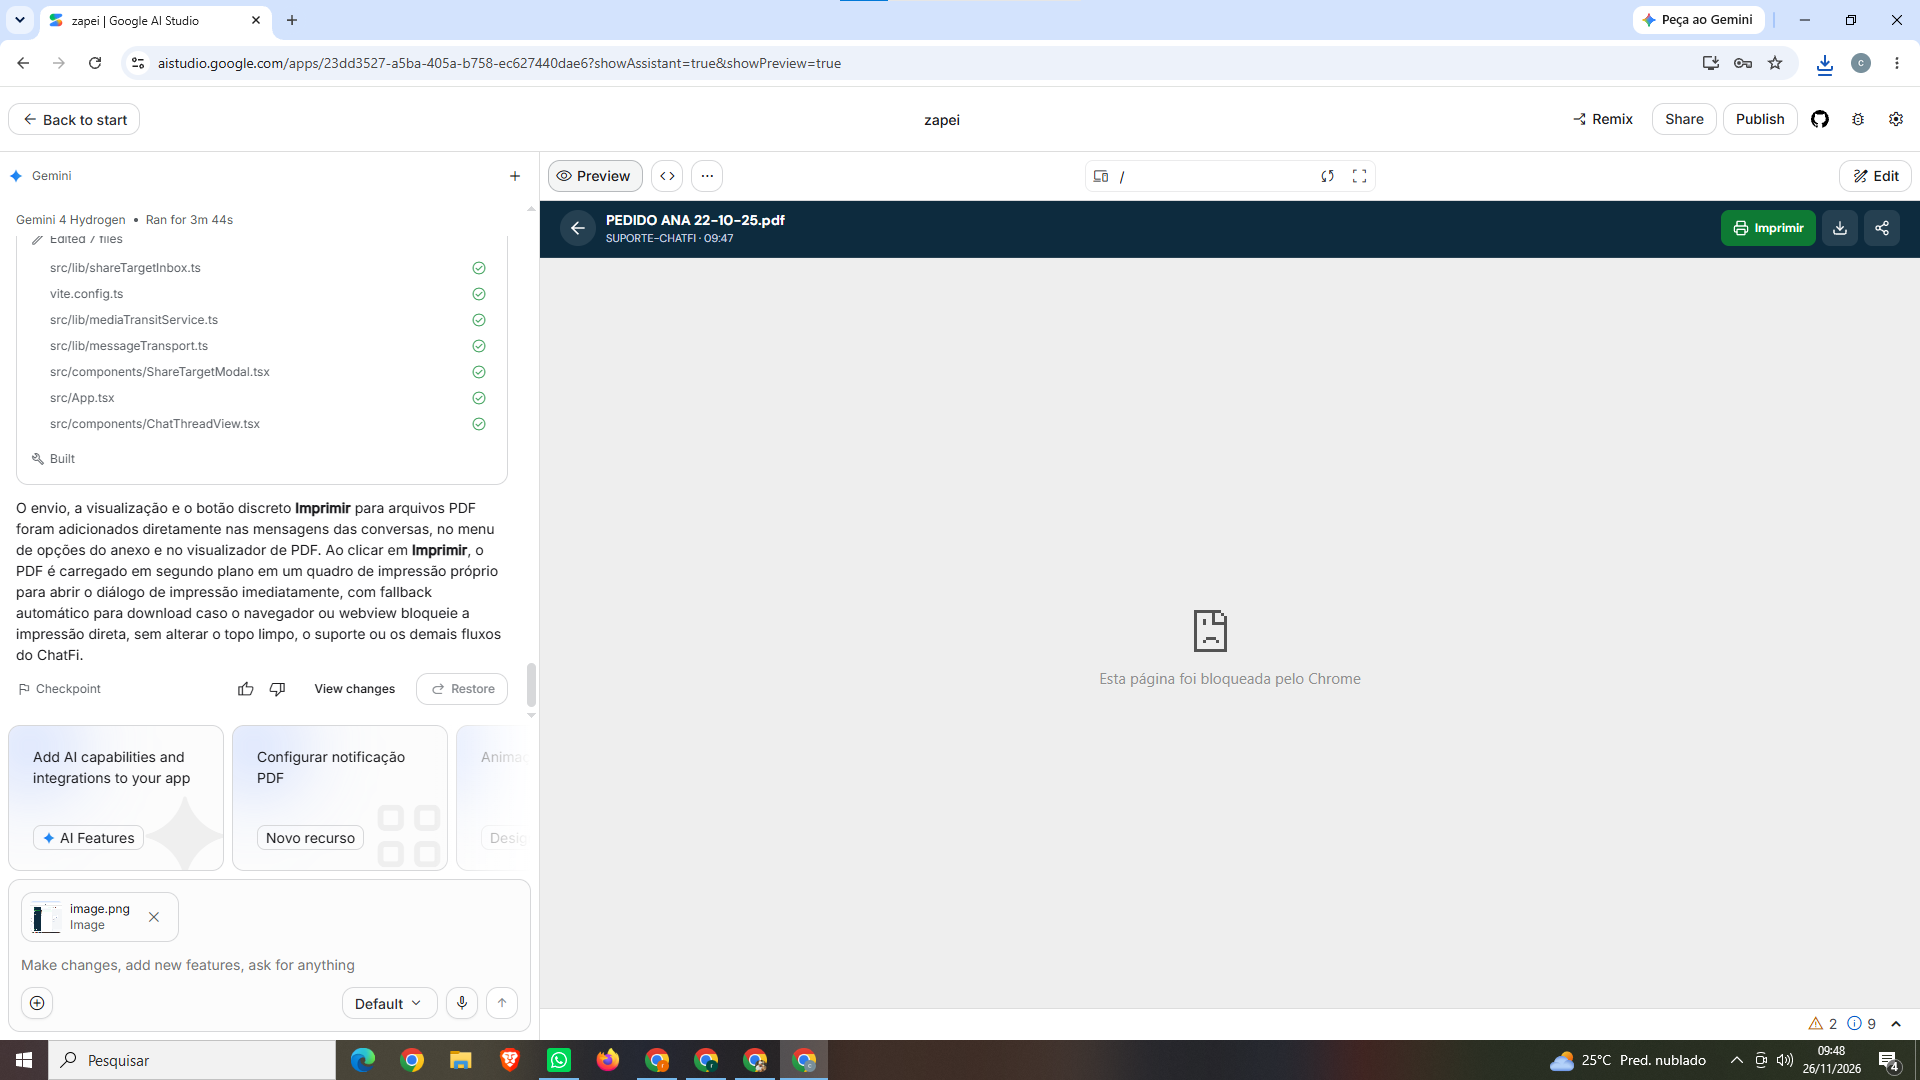 zapei | Google AI Studio
Peça ao Gemini
aistudio.google.com/apps/23dd3527-a5ba-405a-b758-ec627440dae6?showAssistant=true&showPreview=true
c
Back to start
zapei
Remix
Share
Publish
Gemini
Preview
/
Edit
Gemini 4 Hydrogen • Ran for 3m 44s
Edited 7 files
src/lib/shareTargetInbox.ts
vite.config.ts
src/lib/mediaTransitService.ts
src/lib/messageTransport.ts
src/components/ShareTargetModal.tsx
src/App.tsx
src/components/ChatThreadView.tsx
Built
O envio, a visualização e o botão discreto Imprimir para arquivos PDF
foram adicionados diretamente nas mensagens das conversas, no menu
de opções do anexo e no visualizador de PDF. Ao clicar em Imprimir, o
PDF é carregado em segundo plano em um quadro de impressão próprio
para abrir o diálogo de impressão imediatamente, com fallback
automático para download caso o navegador ou webview bloqueie a
impressão direta, sem alterar o topo limpo, o suporte ou os demais fluxos
do ChatFi.
Checkpoint
View changes
Restore
Add AI capabilities and
integrations to your app
AI Features
Configurar notificação
PDF
Novo recurso
image.png
Image
Make changes, add new features, ask for anything
Default
PEDIDO ANA 22-10-25.pdf
SUPORTE-CHATFI · 09:47
Imprimir
Esta página foi bloqueada pelo Chrome
2
9
Pesquisar
25°C Pred. nublado
09:48
26/11/2026
4